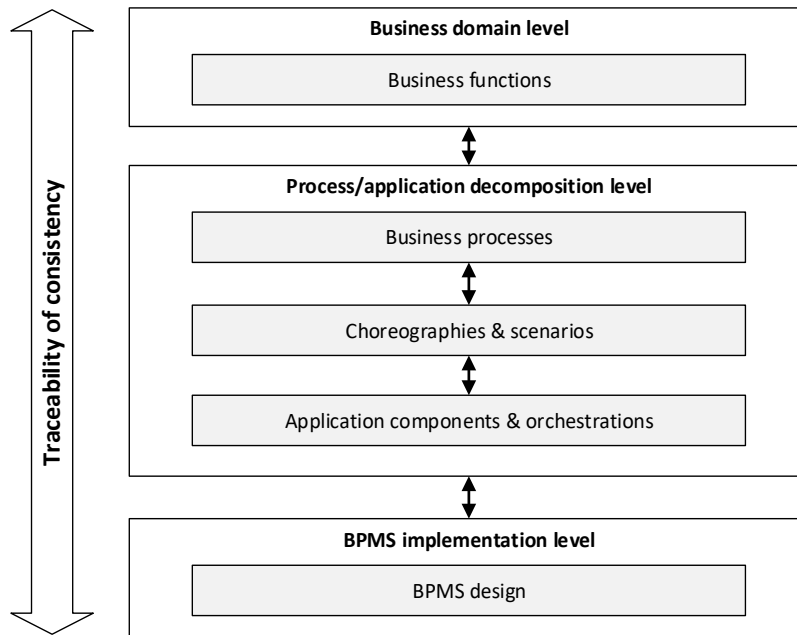 Business domain level
Business functions
Process/application decomposition level
Business processes
Choreographies & scenarios
Application components & orchestrations
BPMS implementation level
BPMS design
Traceability of consistency